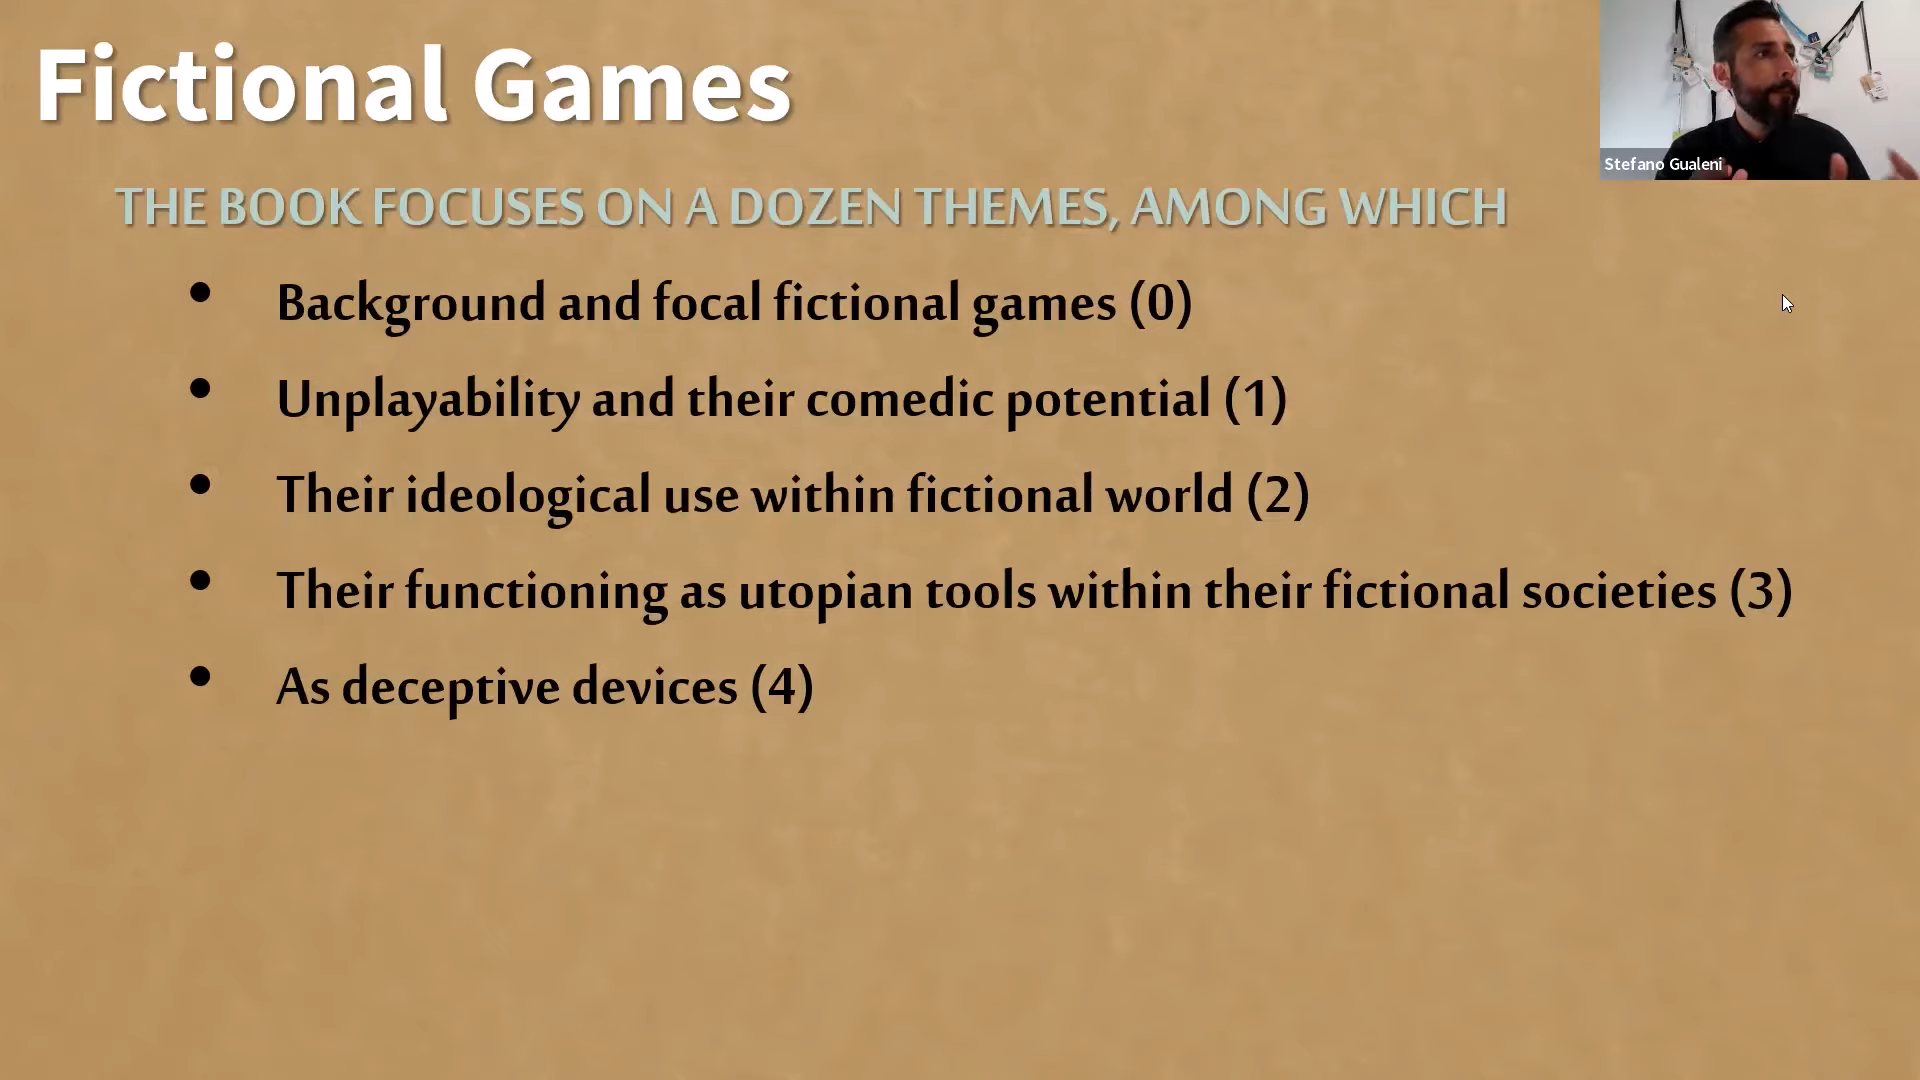 Fictional Games
Stefano Gualeni
THE BOOK FOCUSES ON A DOZEN THEMES, AMONG WHICH
• Background and focal fictional games (0)
• Unplayability and their comedic potential (1)
• Their ideological use within fictional world (2)
• Their functioning as utopian tools within their fictional societies (3)
• As deceptive devices (4)